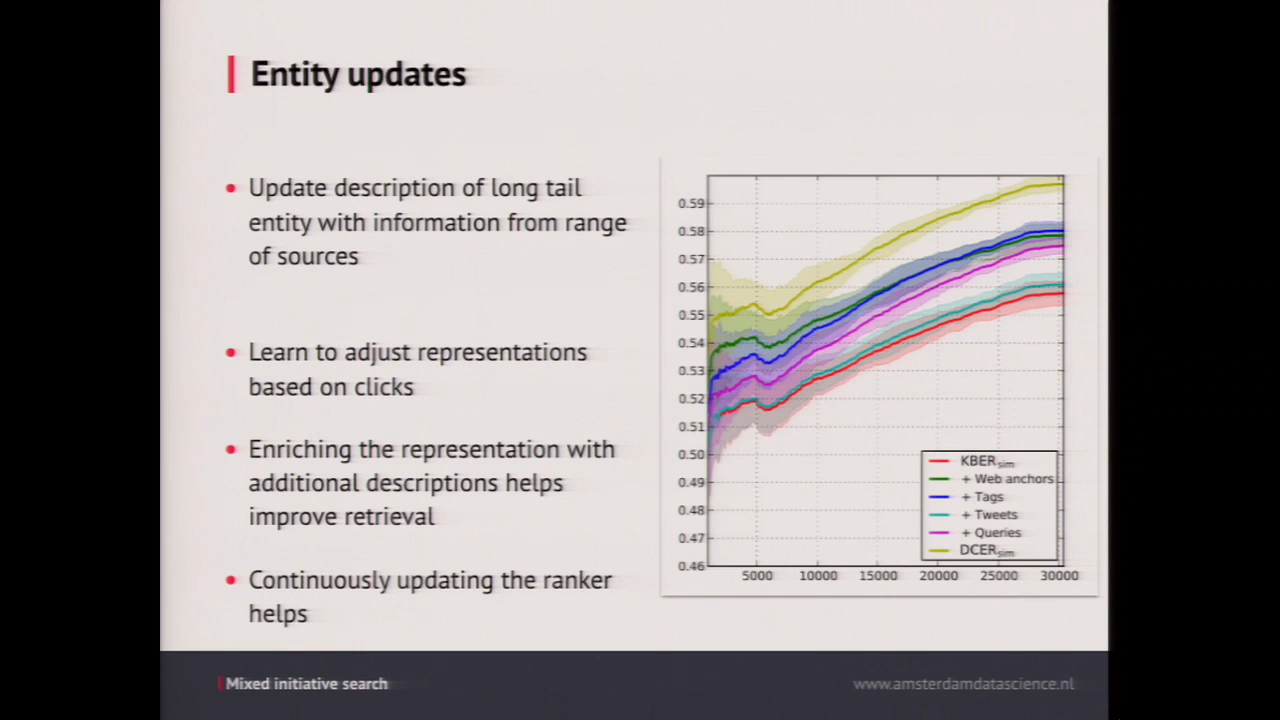 Entity updates
• Update description of long tail
entity with information from range
of sources
• Learn to adjust representations
based on clicks
• Enriching the representation with
additional descriptions helps
improve retrieval
• Continuously updating the ranker
helps
0.59
0.58
0.57
0.56
0.55
0.54
0.53
0.52
0.51
0.50
0.49
0.48
0.47
0.46
5000 10000 15000 20000 25000 30000
KBERsim
+ Web anchors
+ Tags
+ Tweets
+ Queries
DCERsim
Mixed initiative search
www.amsterdamdatascience.nl